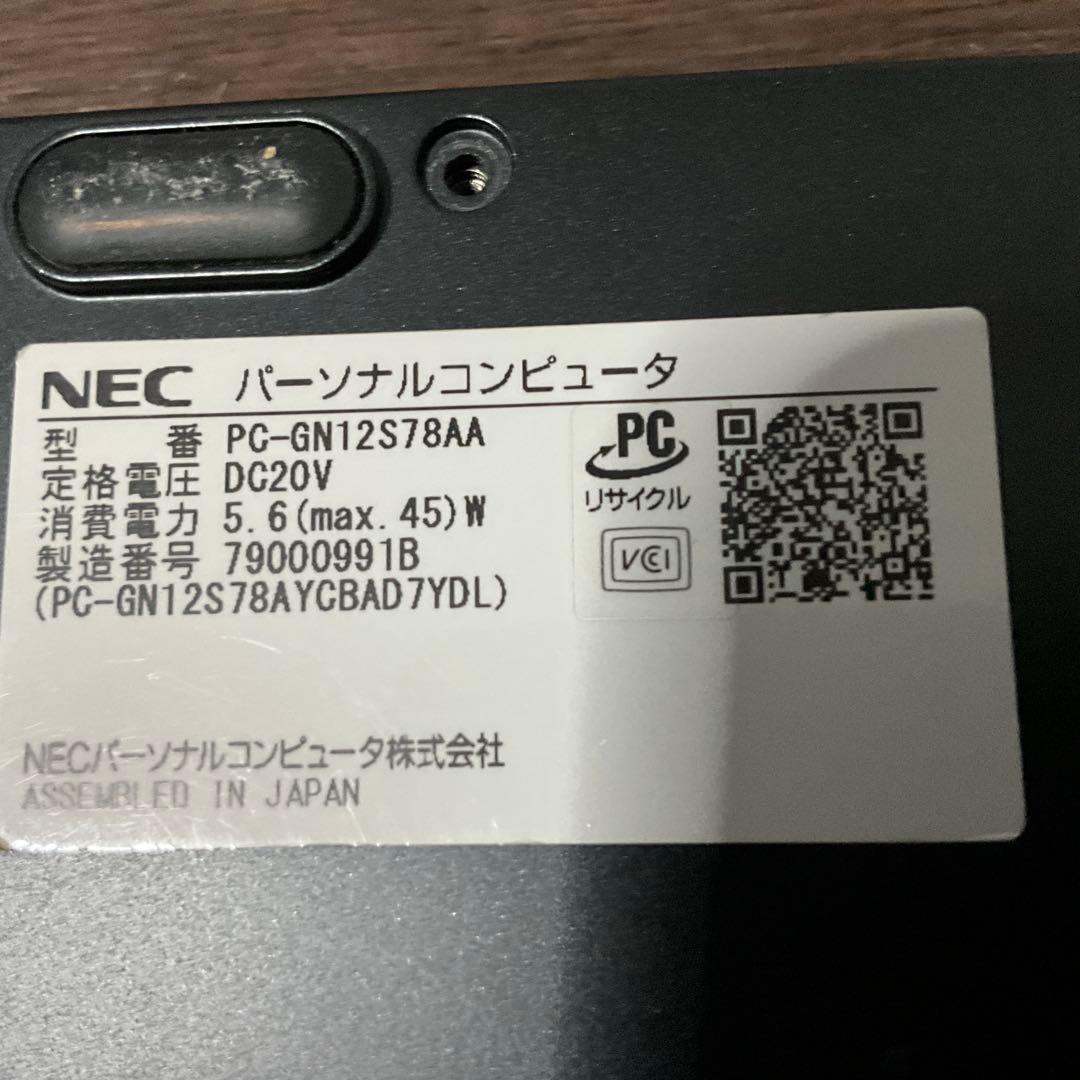 NEC パーソナルコンピュータ
型 番 PC-GN12S78AA
定格電圧 DC20V
消費電力 5.6(max.45)W
製造番号 79000991B
(PC-GN12S78AYCBAD7YDL)
PC
リサイクル
VCI
NECパーソナルコンピュータ株式会社
ASSEMBLED IN JAPAN